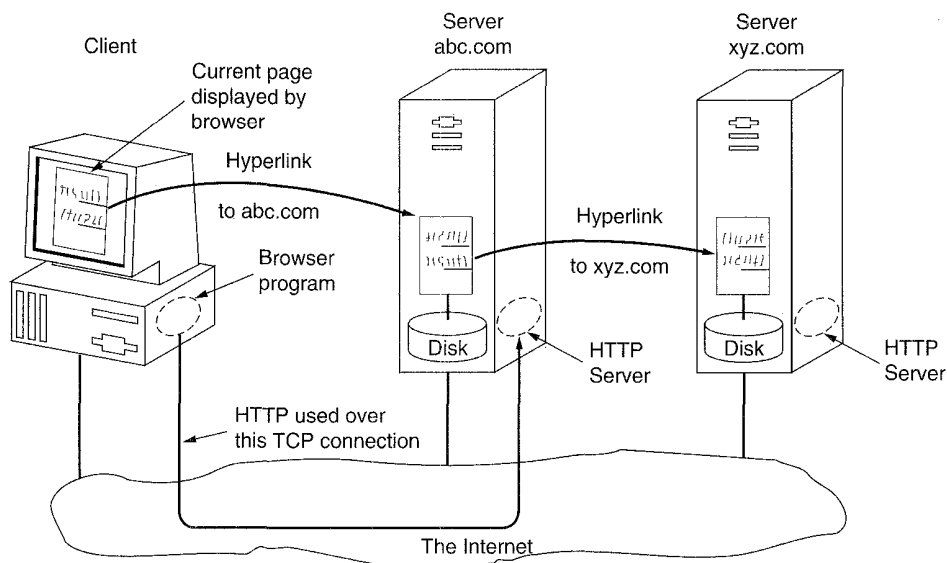 Client
Server
abc.com
Server
xyz.com
Current page
displayed by
browser
Hyperlink
to abc.com
Hyperlink
to xyz.com
Browser
program
Disk
HTTP
Server
Disk
HTTP
Server
HTTP used over
this TCP connection
The Internet